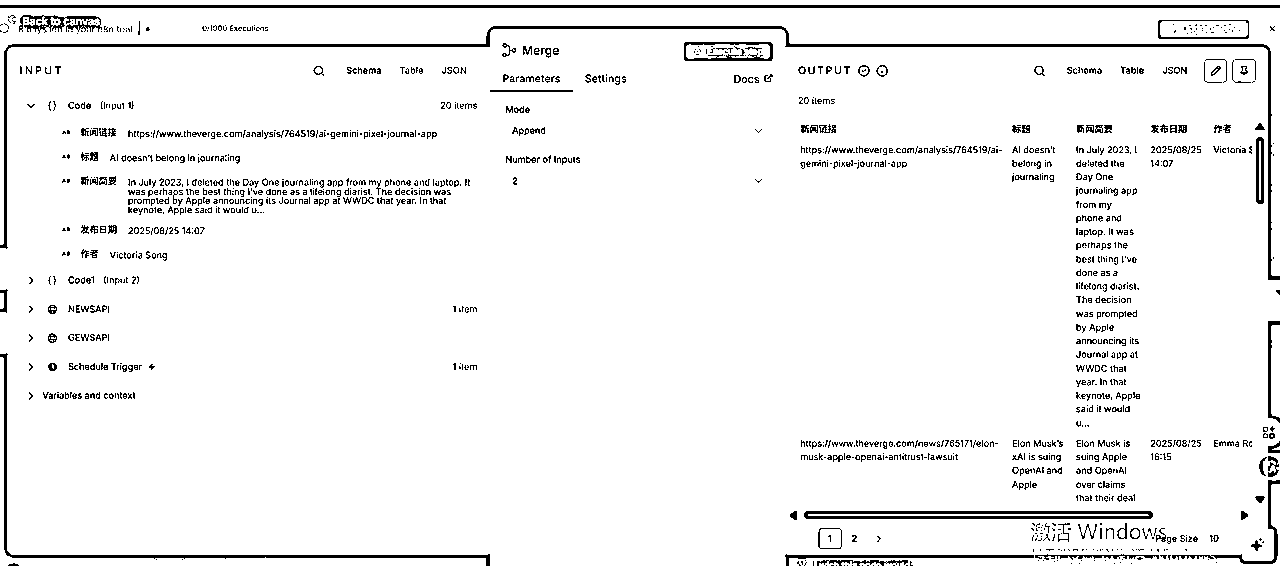 Back to canvas
0/1000 Executions
INPUT
Schema
Table
JSON
Code (Input 1)
20 items
新闻链接 https://www.theverge.com/analysis/764519/ai-gemini-pixel-journal-app
标题 AI doesn't belong in journaling
新闻简要 In July 2023, I deleted the Day One journaling app from my phone and laptop. It
was perhaps the best thing I've done as a lifelong diarist. The decision was
prompted by Apple announcing its Journal app at WWDC that year. In that
keynote, Apple said it would u...
发布日期 2025/08/25 14:07
作者 Victoria Song
Code1 (Input 2)
NEWSAPI
1 item
GEWSAPI
Schedule Trigger
1 item
Variables and context
Merge
Parameters
Settings
Docs
Mode
Append
Number of Inputs
2
OUTPUT
Schema
Table
JSON
20 items
新闻链接
标题
新闻简要
发布日期
作者
https://www.theverge.com/analysis/764519/ai-
gemini-pixel-journal-app
AI doesn't
belong in
journaling
In July 2023, I
deleted the
Day One
journaling app
from my
phone and
laptop. It was
perhaps the
best thing I've
done as a
lifelong diarist.
The decision
was prompted
by Apple
announcing its
Journal app at
WWDC that
year. In that
keynote, Apple
said it would
u...
2025/08/25
14:07
Victoria S
https://www.theverge.com/news/765171/elon-
musk-apple-openai-antitrust-lawsuit
Elon Musk's
xAI is suing
OpenAI and
Apple
Elon Musk is
suing Apple
and OpenAI
over claims
that their deal
2025/08/25
16:15
Emma Ro
1
2
激活 Windows
Page Size
10